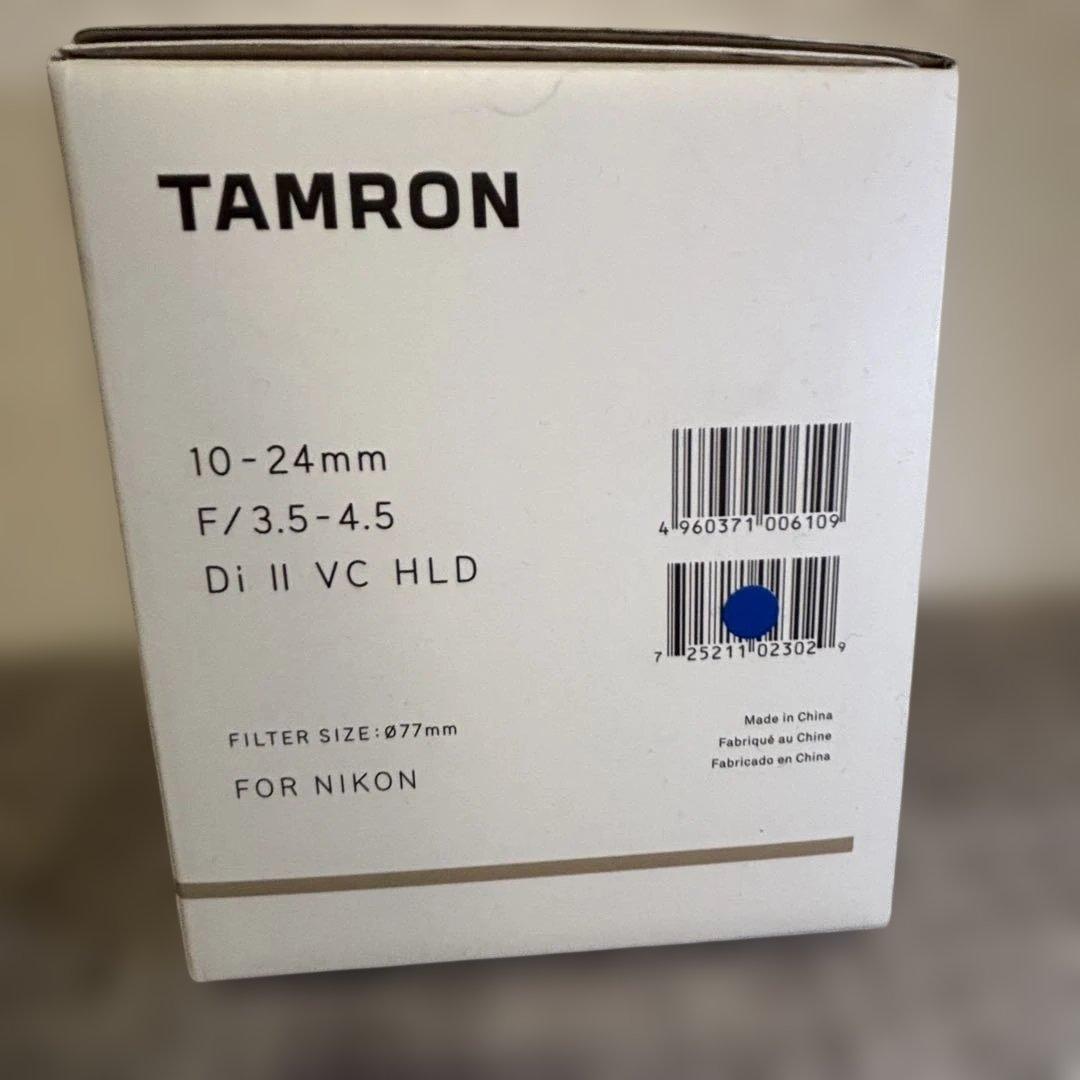 TAMRON
10-24mm
F/3.5-4.5
Di II VC HLD
4 960371 006109
7 25211 02302 9
FILTER SIZE:Ø77mm
FOR NIKON
Made in China
Fabriqué au Chine
Fabricado en China